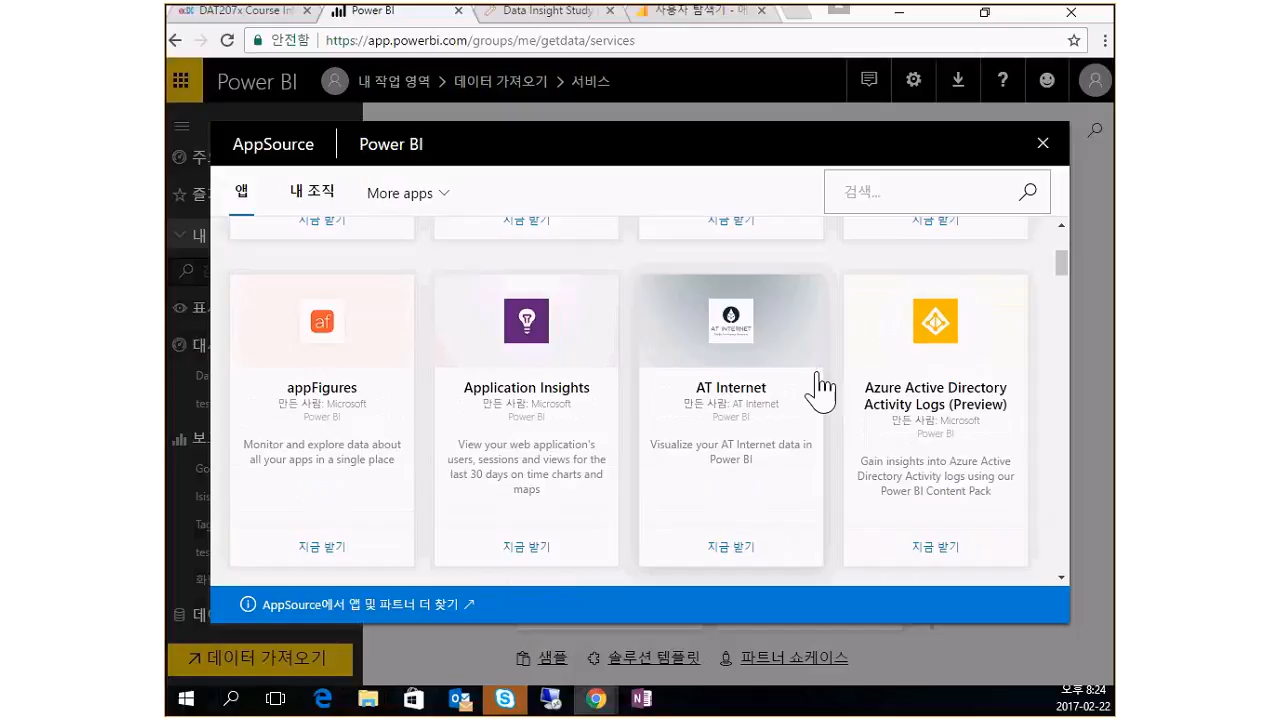 DAT207x Course In
Power BI
Data Insight Study
사용자 탐색기 - 매
안전함
https://app.powerbi.com/groups/me/getdata/services
Power BI
내 작업 영역 > 데이터 가져오기 > 서비스
AppSource
Power BI
앱
내 조직
More apps
검색...
지금 받기
지금 받기
지금 받기
지금 받기
af
appFigures
만든 사람: Microsoft
Power BI
Monitor and explore data about
all your apps in a single place
지금 받기
Application Insights
만든 사람: Microsoft
Power BI
View your web application's
users, sessions and views for the
last 30 days on time charts and
maps
지금 받기
AT INTERNET
AT Internet
만든 사람: AT Internet
Power BI
Visualize your AT Internet data in
Power BI
지금 받기
Azure Active Directory
Activity Logs (Preview)
만든 사람: Microsoft
Power BI
Gain insights into Azure Active
Directory Activity logs using our
Power BI Content Pack
지금 받기
AppSource에서 앱 및 파트너 더 찾기
데이터 가져오기
샘플
솔루션 템플릿
파트너 쇼케이스
오후 8:24
2017-02-22